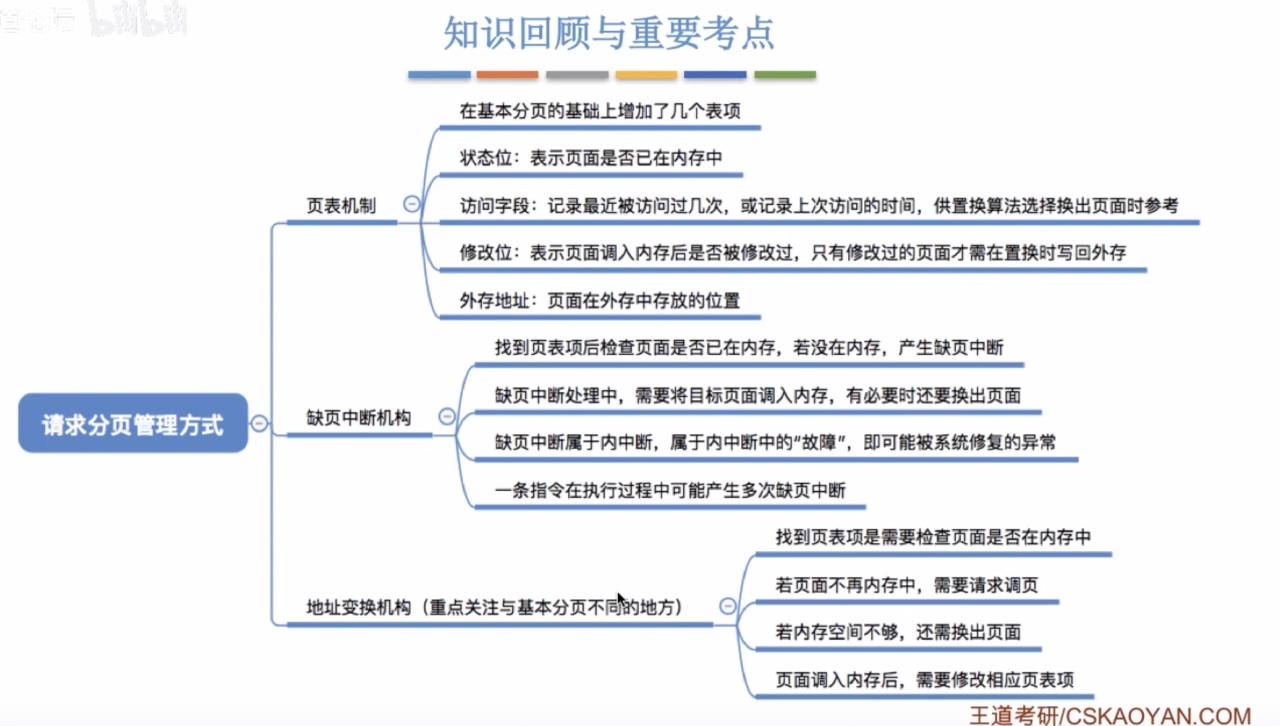 bilibili
知识回顾与重要考点
在基本分页的基础上增加了几个表项
状态位：表示页面是否已在内存中
页表机制
访问字段：记录最近被访问过几次，或记录上次访问的时间，供置换算法选择换出页面时参考
修改位：表示页面调入内存后是否被修改过，只有修改过的页面才需在置换时写回外存
外存地址：页面在外存中存放的位置
找到页表项后检查页面是否已在内存，若没在内存，产生缺页中断
缺页中断处理中，需要将目标页面调入内存，有必要时还要换出页面
请求分页管理方式
缺页中断机构
缺页中断属于内中断，属于内中断中的“故障”，即可能被系统修复的异常
一条指令在执行过程中可能产生多次缺页中断
找到页表项是需要检查页面是否在内存中
若页面不再内存中，需要请求调页
地址变换机构（重点关注与基本分页不同的地方）
若内存空间不够，还需换出页面
页面调入内存后，需要修改相应页表项
王道考研/CSKAOYAN.COM